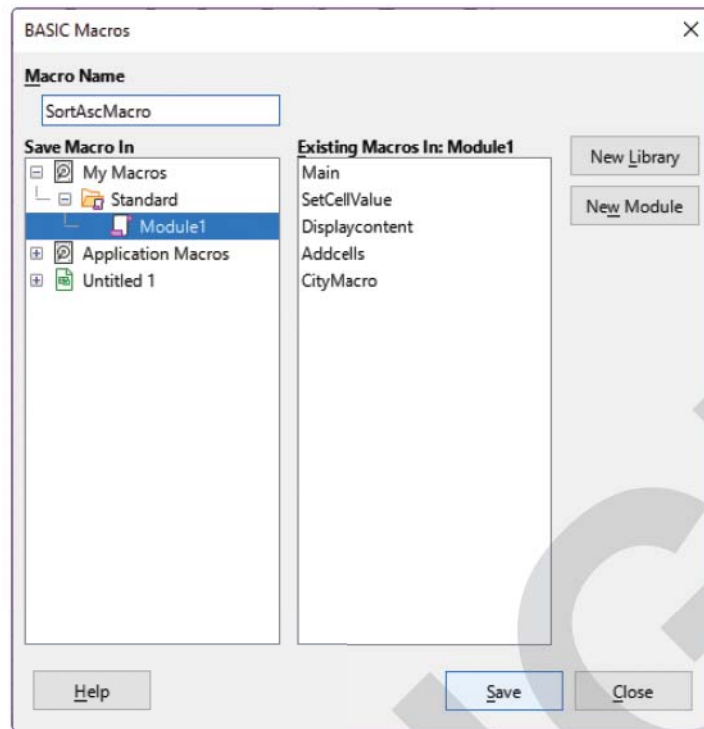 BASIC Macros
Macro Name
SortAscMacro
Save Macro In
My Macros
Standard
Module1
Application Macros
Untitled 1
Existing Macros In: Module1
Main
SetCellValue
Displaycontent
Addcells
CityMacro
New Library
New Module
Help
Save
Close